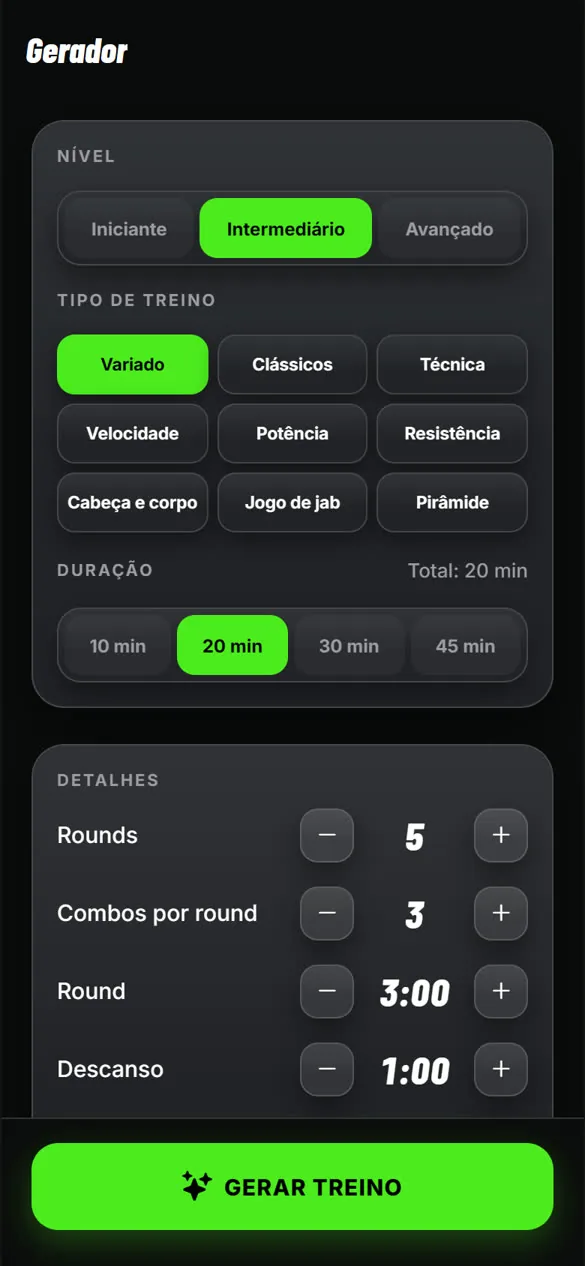 Gerador
NÍVEL
Iniciante Intermediário Avançado
TIPO DE TREINO
Variado Clássicos Técnica
Velocidade Potência Resistência
Cabeça e corpo Jogo de jab Pirâmide
DURAÇÃO Total: 20 min
10 min 20 min 30 min 45 min
DETALHES
Rounds − 5 +
Combos por round − 3 +
Round − 3:00 +
Descanso − 1:00 +
GERAR TREINO